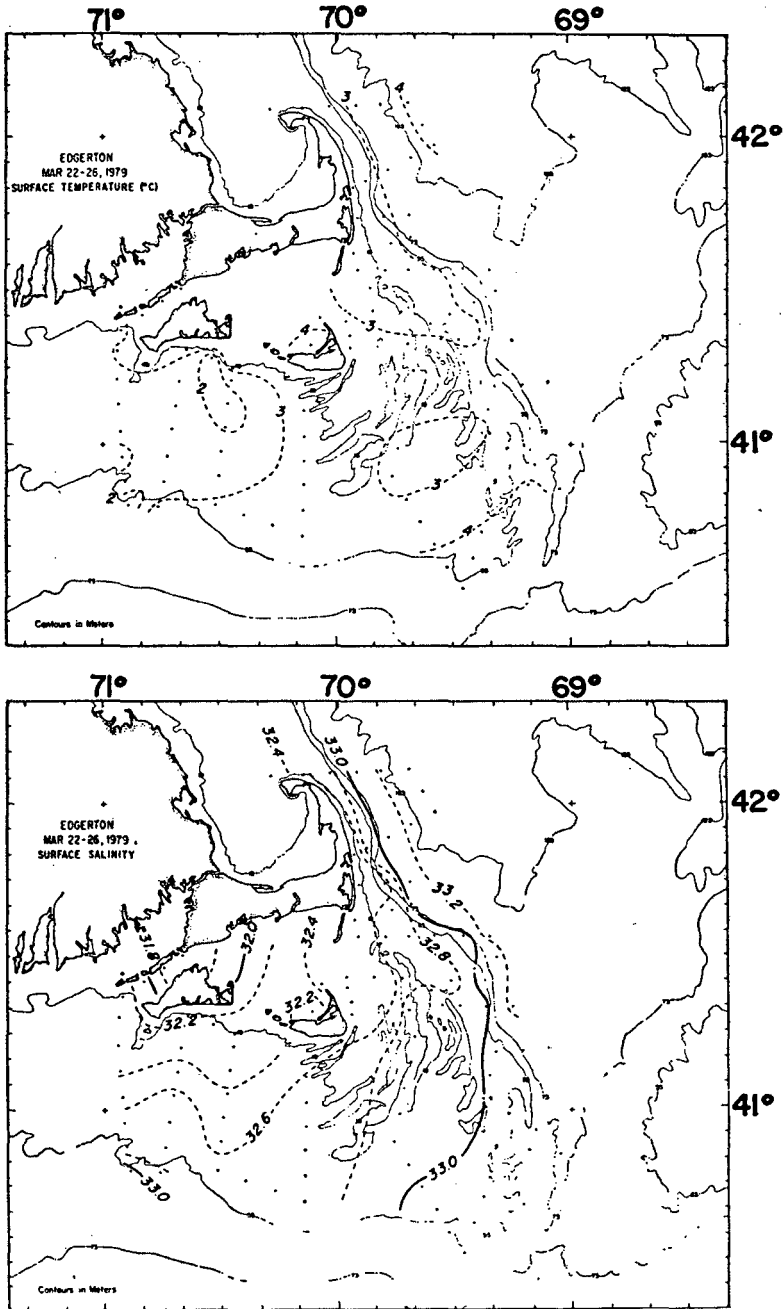 71° 70° 69°
3 4
42°
EDGERTON
MAR 22-26, 1979
SURFACE TEMPERATURE (°C)
3 4
2 3
41°
3
2
4
Contours in Meters
71° 70° 69°
32.4 33.0
42°
EDGERTON
MAR 22-26, 1979
SURFACE SALINITY
33.2
31.8 32.0 32.4 32.8
32.2 32.2
41°
32.6
33.0 33.0
Contours in Meters